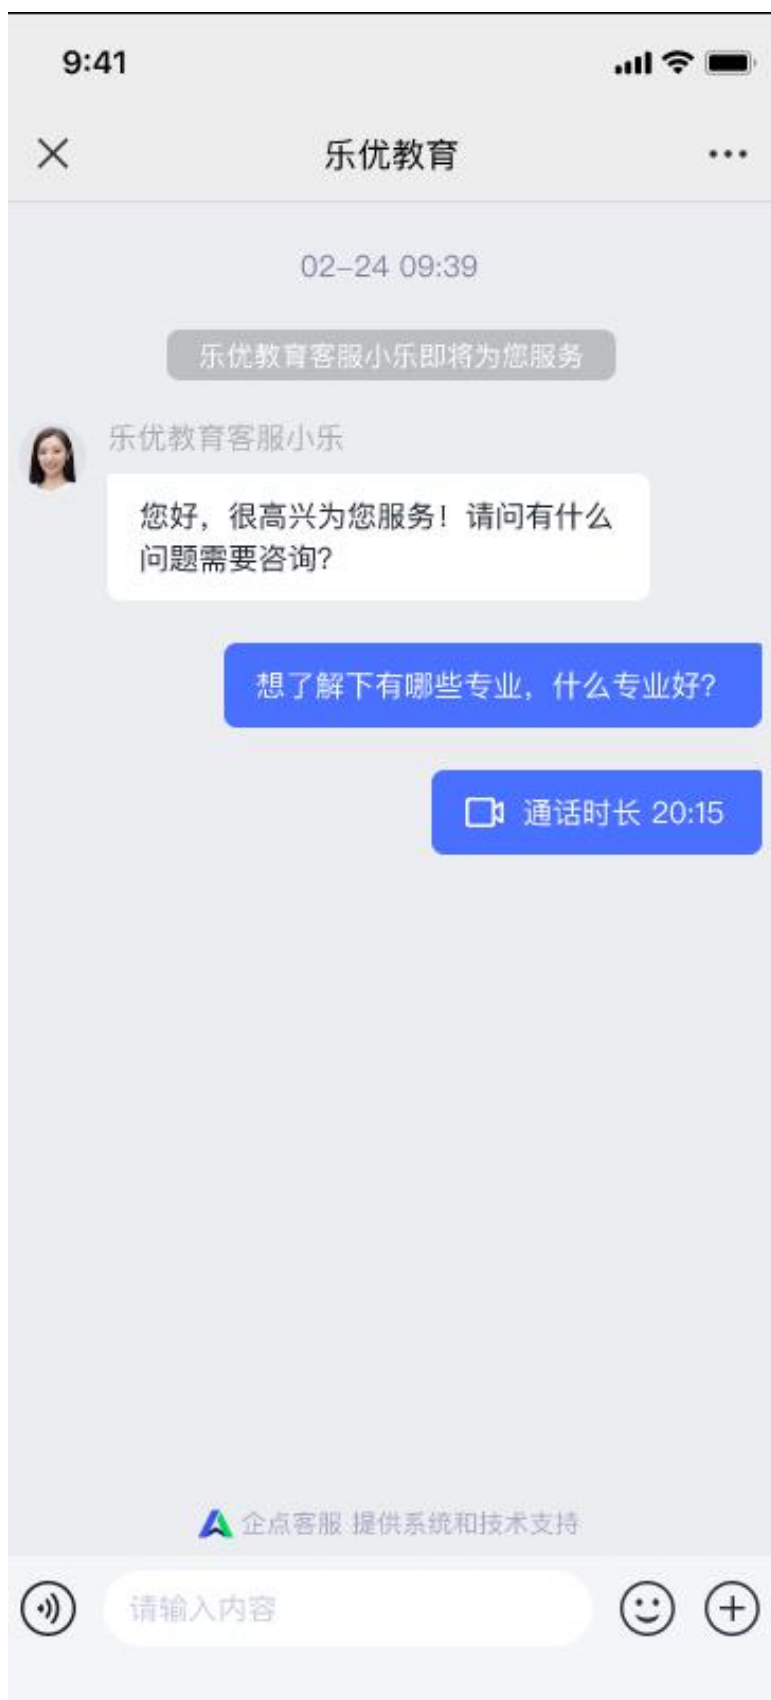 9:41
乐优教育
02-24 09:39
乐优教育客服小乐即将为您服务
乐优教育客服小乐
您好，很高兴为您服务！请问有什么
问题需要咨询？
想了解下有哪些专业，什么专业好？
通话时长 20:15
企点客服 提供系统和技术支持
请输入内容